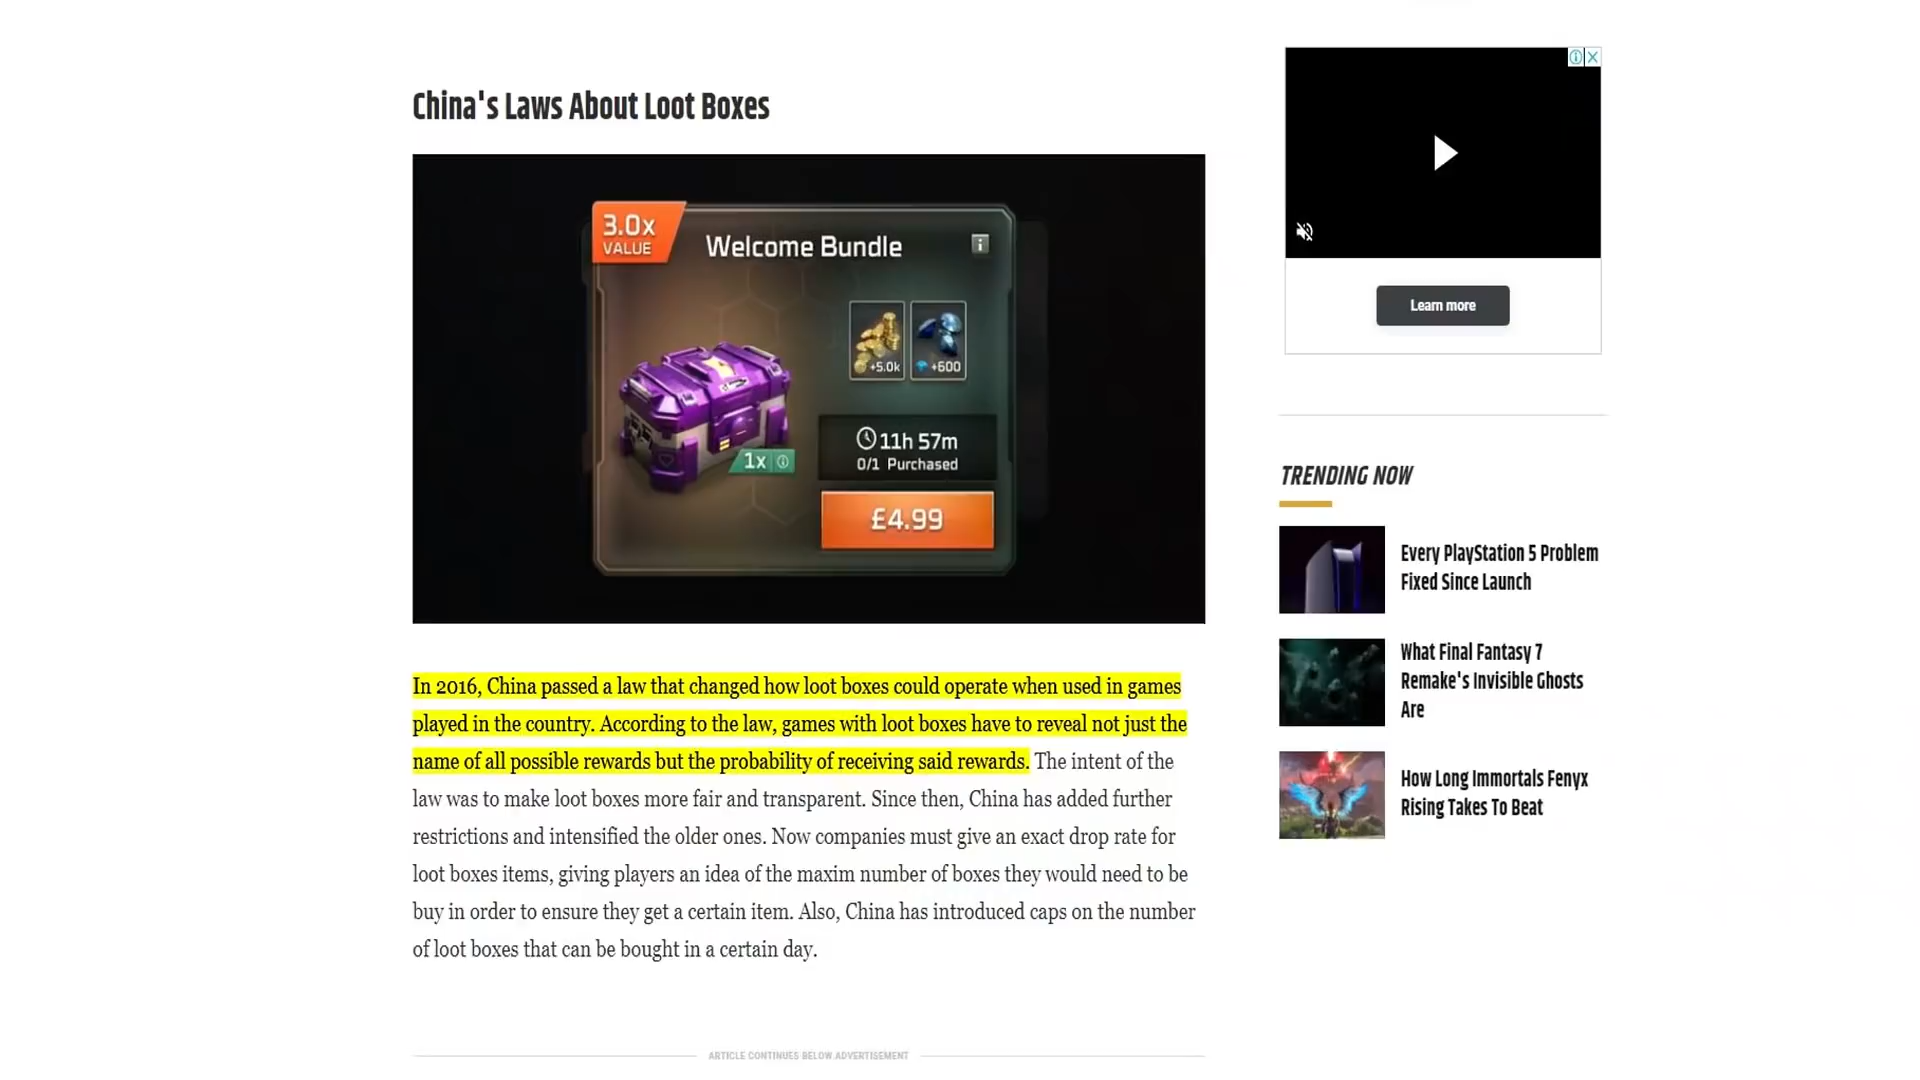 China's Laws About Loot Boxes
3.0x
VALUE
Welcome Bundle
+5.0k
+600
1x
11h 57m
0/1 Purchased
£4.99
In 2016, China passed a law that changed how loot boxes could operate when used in games
played in the country. According to the law, games with loot boxes have to reveal not just the
name of all possible rewards but the probability of receiving said rewards. The intent of the
law was to make loot boxes more fair and transparent. Since then, China has added further
restrictions and intensified the older ones. Now companies must give an exact drop rate for
loot boxes items, giving players an idea of the maxim number of boxes they would need to be
buy in order to ensure they get a certain item. Also, China has introduced caps on the number
of loot boxes that can be bought in a certain day.
ARTICLE CONTINUES BELOW ADVERTISEMENT
Learn more
TRENDING NOW
Every PlayStation 5 Problem
Fixed Since Launch
What Final Fantasy 7
Remake's Invisible Ghosts
Are
How Long Immortals Fenyx
Rising Takes To Beat